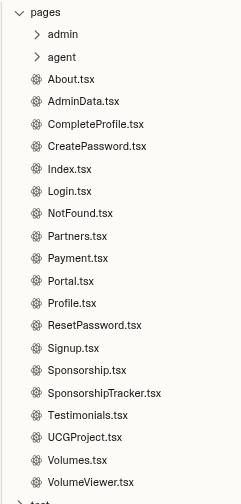 pages
admin
agent
About.tsx
AdminData.tsx
CompleteProfile.tsx
CreatePassword.tsx
Index.tsx
Login.tsx
NotFound.tsx
Partners.tsx
Payment.tsx
Portal.tsx
Profile.tsx
ResetPassword.tsx
Signup.tsx
Sponsorship.tsx
SponsorshipTracker.tsx
Testimonials.tsx
UCGProject.tsx
Volumes.tsx
VolumeViewer.tsx